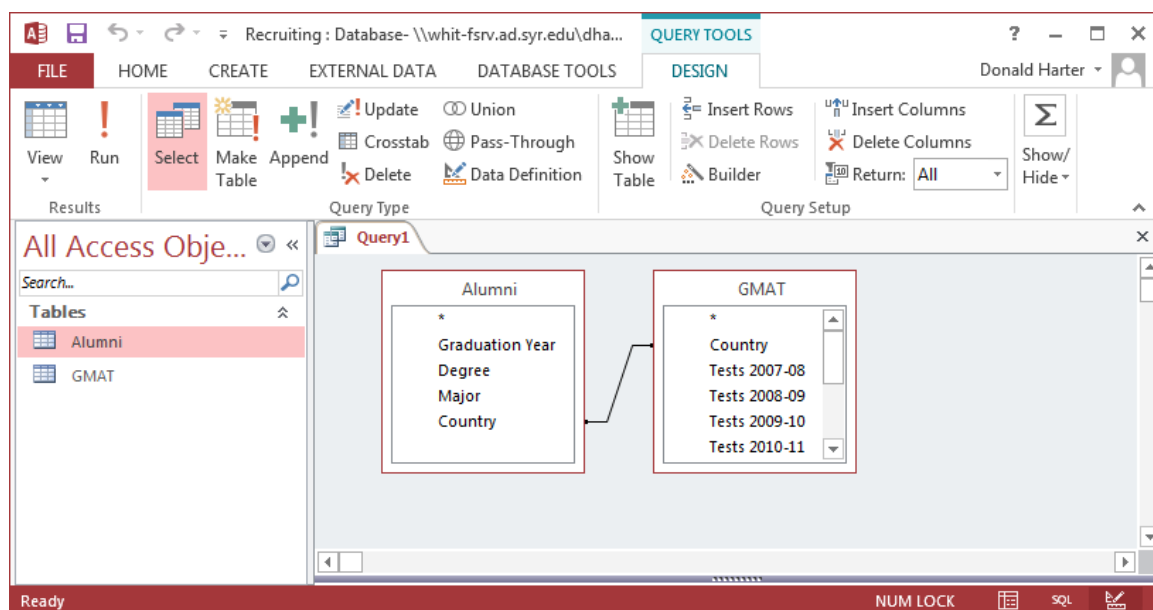 Recruiting : Database- \\whit-fsrv.ad.syr.edu\dha... QUERY TOOLS ?
FILE HOME CREATE EXTERNAL DATA DATABASE TOOLS DESIGN Donald Harter
View Run Select Make Table Append Update Crosstab Delete Union Pass-Through Data Definition Show Table Insert Rows Delete Rows Builder Insert Columns Delete Columns Return: All Show/ Hide
Results Query Type Query Setup
All Access Obje... «
Search...
Tables
Alumni
GMAT
Query1
Alumni
*
Graduation Year
Degree
Major
Country
GMAT
*
Country
Tests 2007-08
Tests 2008-09
Tests 2009-10
Tests 2010-11
Ready NUM LOCK SQL